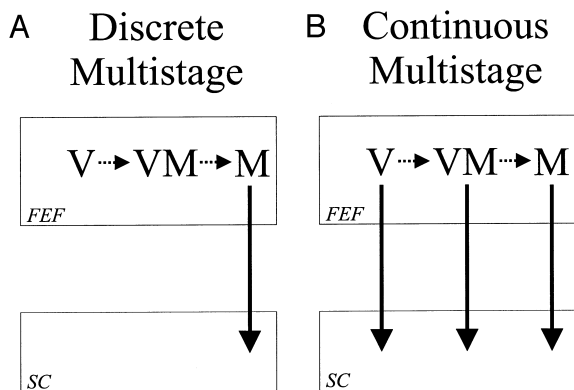 A
Discrete
Multistage
V VM M
FEF
SC
B
Continuous
Multistage
V VM M
FEF
SC